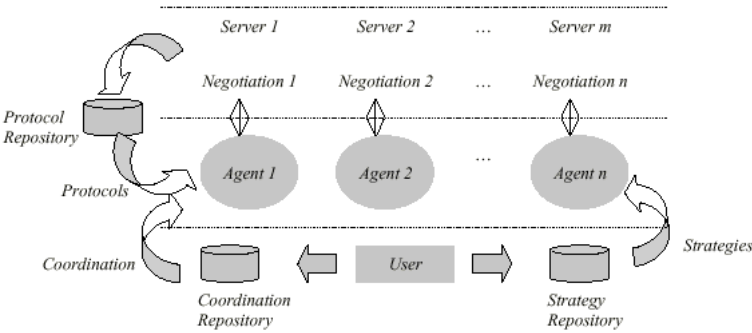 Server 1 Server 2 ... Server m
Negotiation 1 Negotiation 2 ... Negotiation n
Protocol
Repository
Agent 1 Agent 2 ... Agent n
Protocols
Coordination User Strategies
Coordination
Repository
Strategy
Repository